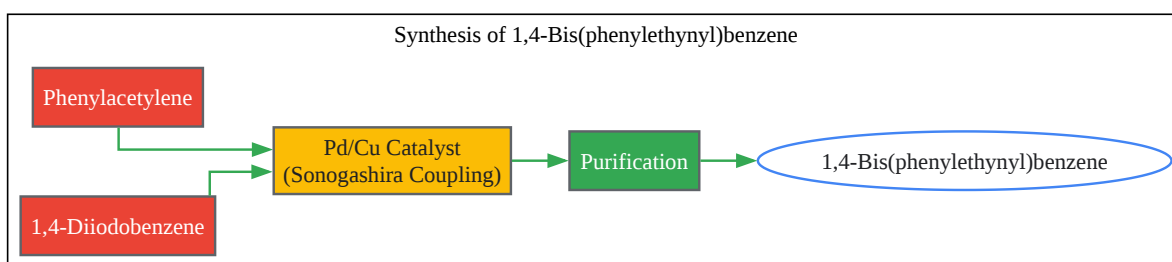 Synthesis of 1,4-Bis(phenylethynyl)benzene
Phenylacetylene
1,4-Diiodobenzene
Pd/Cu Catalyst
(Sonogashira Coupling)
Purification
1,4-Bis(phenylethynyl)benzene